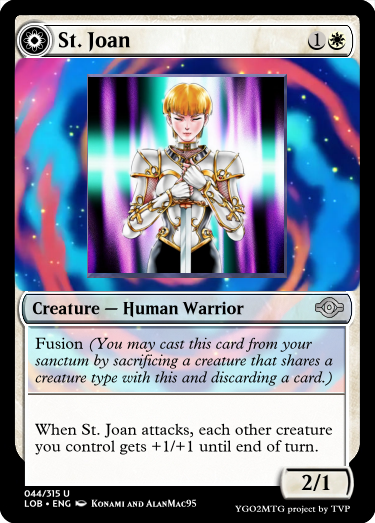 St. Joan 1
Creature — Human Warrior
Fusion (You may cast this card from your
sanctum by sacrificing a creature that shares a
creature type with this and discarding a card.)
When St. Joan attacks, each other creature
you control gets +1/+1 until end of turn.
2/1
044/315 U
LOB • ENG Konami and AlanMac95
YGO2MTG project by TVP